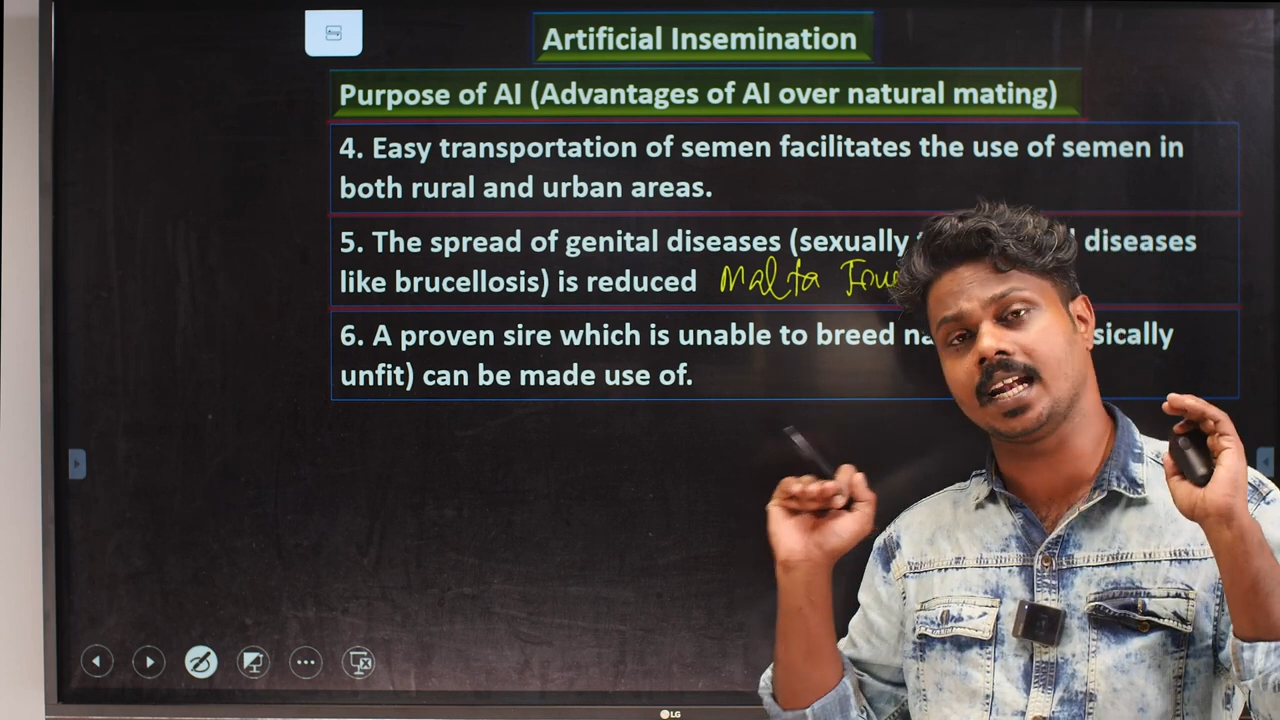 Artificial Insemination
Purpose of AI (Advantages of AI over natural mating)
4. Easy transportation of semen facilitates the use of semen in
both rural and urban areas.
5. The spread of genital diseases (sexually diseases
like brucellosis) is reduced Malta
6. A proven sire which is unable to breed
unfit) can be made use of.
LG